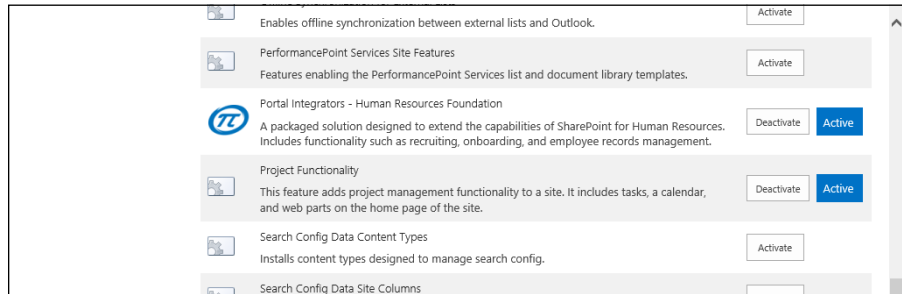 Activate
Enables offline synchronization between external lists and Outlook.
PerformancePoint Services Site Features
Activate
Features enabling the PerformancePoint Services list and document library templates.
Portal Integrators - Human Resources Foundation
A packaged solution designed to extend the capabilities of SharePoint for Human Resources.
Deactivate
Active
Includes functionality such as recruiting, onboarding, and employee records management.
Project Functionality
This feature adds project management functionality to a site. It includes tasks, a calendar,
Deactivate
Active
and web parts on the home page of the site.
Search Config Data Content Types
Activate
Installs content types designed to manage search config.
Search Config Data Site Columns